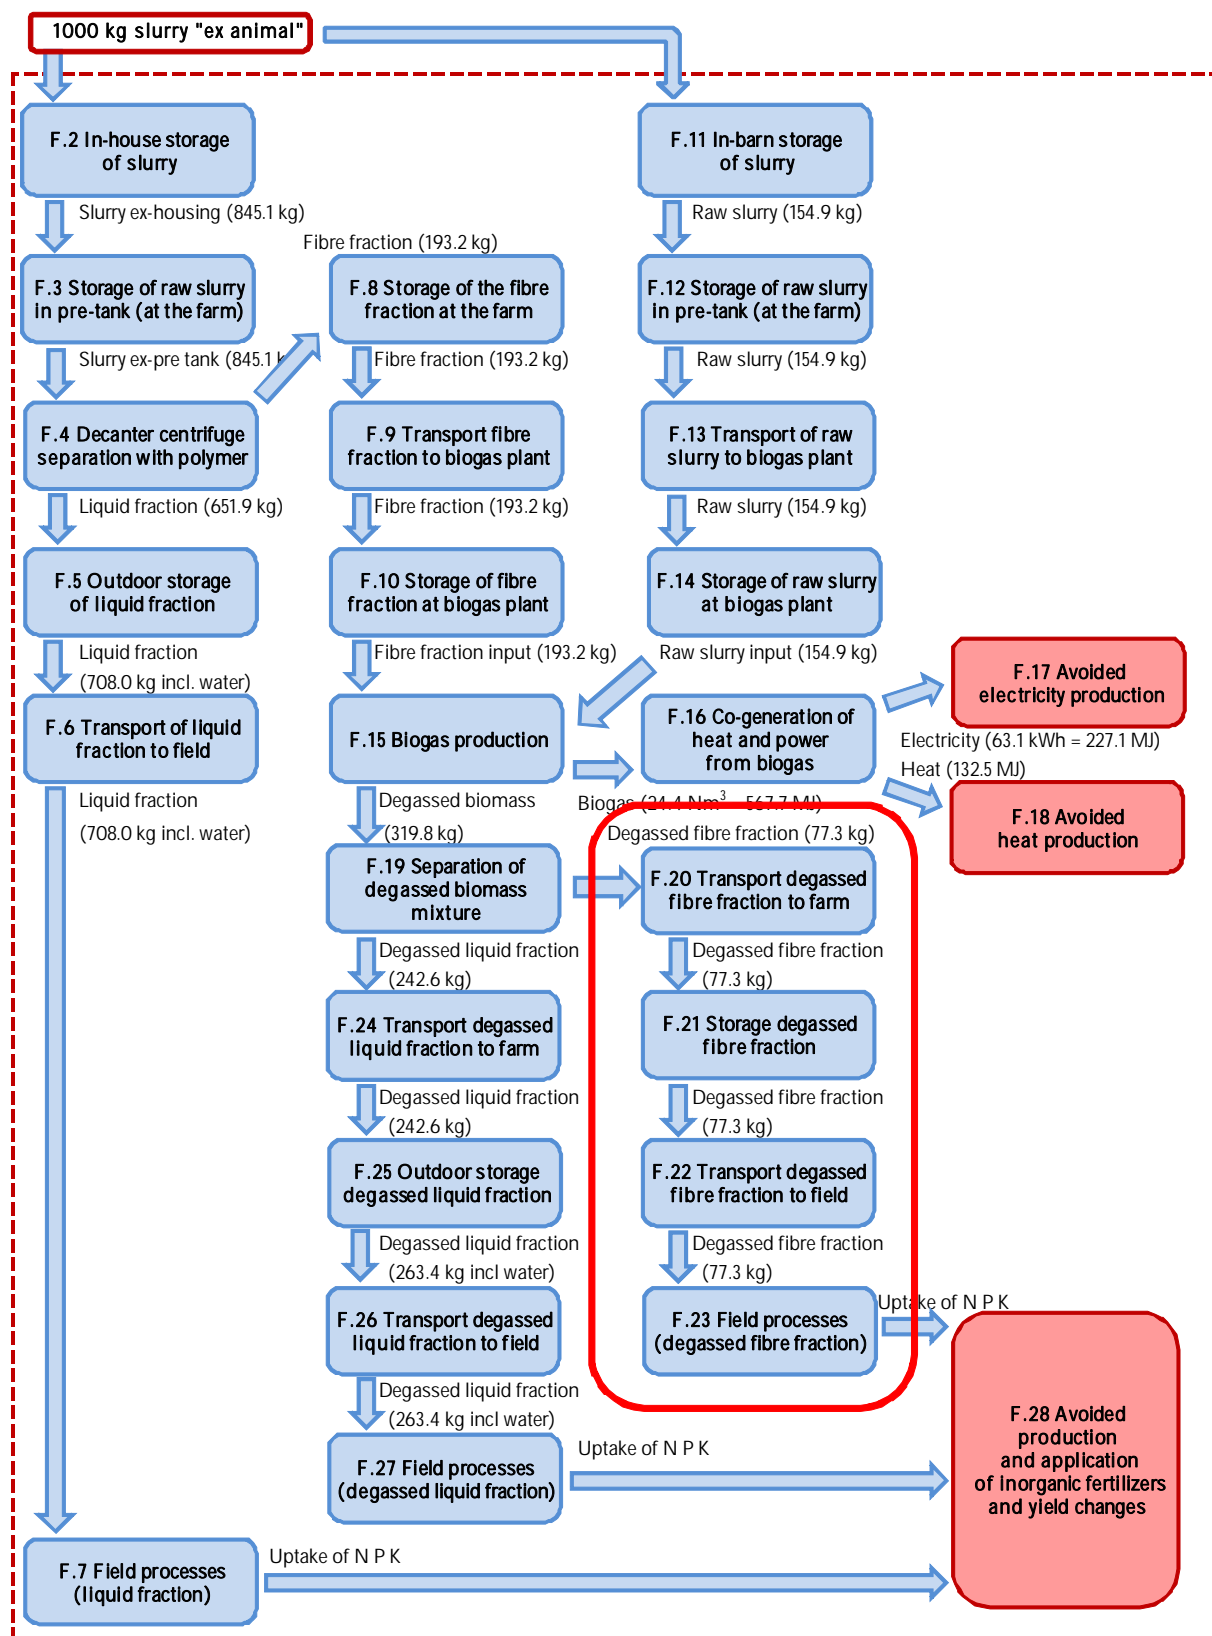 1000 kg slurry "ex animal"
F.2 In-house storage
of slurry
F.11 In-barn storage
of slurry
Slurry ex-housing (845.1 kg)
Raw slurry (154.9 kg)
Fibre fraction (193.2 kg)
F.3 Storage of raw slurry
in pre-tank (at the farm)
F.8 Storage of the fibre
fraction at the farm
F.12 Storage of raw slurry
in pre-tank (at the farm)
Slurry ex-pre tank (845.1 k
Fibre fraction (193.2 kg)
Raw slurry (154.9 kg)
F.4 Decanter centrifuge
separation with polymer
F.9 Transport fibre
fraction to biogas plant
F.13 Transport of raw
slurry to biogas plant
Liquid fraction (651.9 kg)
Fibre fraction (193.2 kg)
Raw slurry (154.9 kg)
F.5 Outdoor storage
of liquid fraction
F.10 Storage of fibre
fraction at biogas plant
F.14 Storage of raw slurry
at biogas plant
Liquid fraction
(708.0 kg incl. water)
Fibre fraction input (193.2 kg)
Raw slurry input (154.9 kg)
F.6 Transport of liquid
fraction to field
F.15 Biogas production
F.16 Co-generation of
heat and power
from biogas
F.17 Avoided
electricity production
Electricity (63.1 kWh = 227.1 MJ)
Heat (132.5 MJ)
F.18 Avoided
heat production
Liquid fraction
(708.0 kg incl. water)
Degassed biomass
(319.8 kg)
Biogas (24.4 Nm³ 567.7 MJ)
Degassed fibre fraction (77.3 kg)
F.19 Separation of
degassed biomass
mixture
F.20 Transport degassed
fibre fraction to farm
Degassed liquid fraction
(242.6 kg)
Degassed fibre fraction
(77.3 kg)
F.24 Transport degassed
liquid fraction to farm
F.21 Storage degassed
fibre fraction
Degassed liquid fraction
(242.6 kg)
Degassed fibre fraction
(77.3 kg)
F.25 Outdoor storage
degassed liquid fraction
F.22 Transport degassed
fibre fraction to field
Degassed liquid fraction
(263.4 kg incl water)
Degassed fibre fraction
(77.3 kg)
F.26 Transport degassed
liquid fraction to field
F.23 Field processes
(degassed fibre fraction)
Uptake of N P K
Degassed liquid fraction
(263.4 kg incl water)
F.27 Field processes
(degassed liquid fraction)
Uptake of N P K
F.28 Avoided
production
and application
of inorganic fertilizers
and yield changes
F.7 Field processes
(liquid fraction)
Uptake of N P K